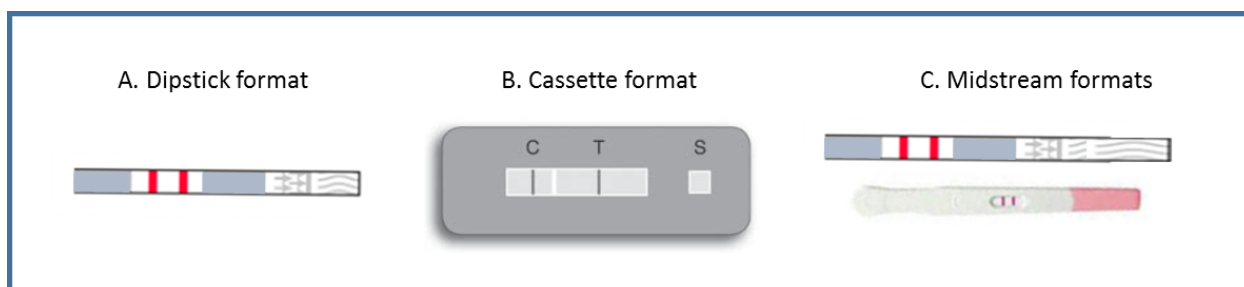 A. Dipstick format
B. Cassette format
C. Midstream formats
C T S